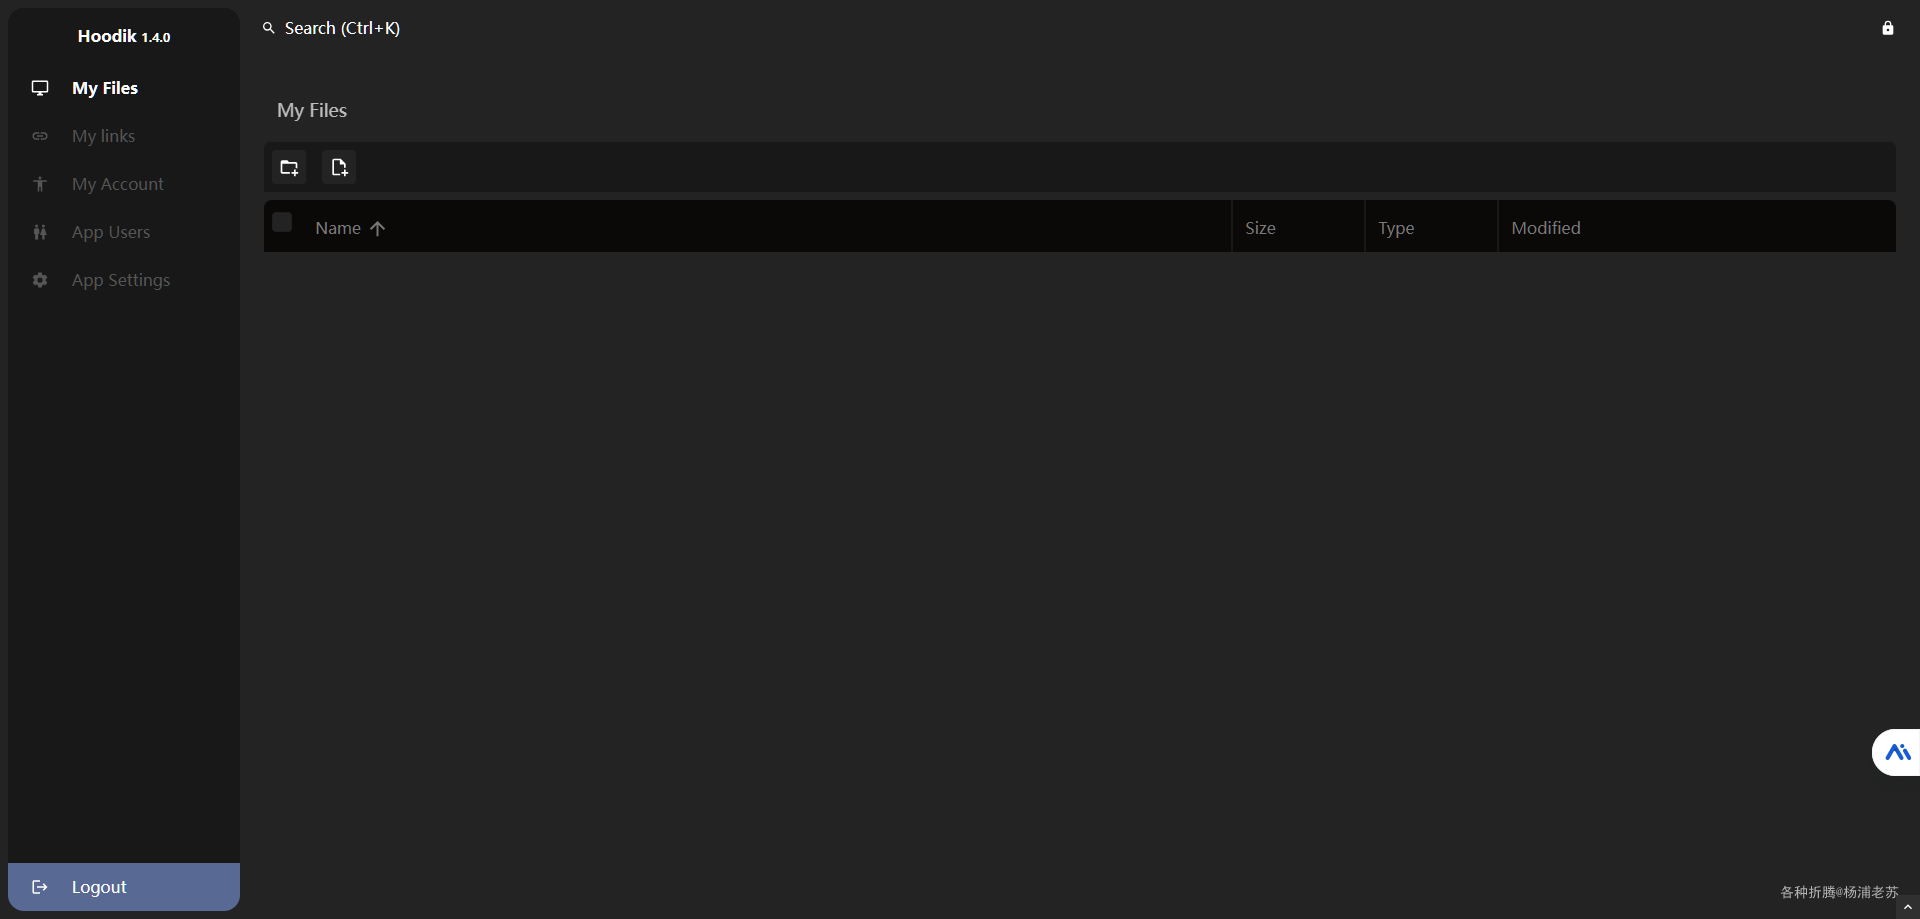 Hoodik 1.4.0
Search (Ctrl+K)
My Files
My links
My Account
App Users
App Settings
Logout
My Files
Name
Size
Type
Modified
各种折腾@杨浦老苏